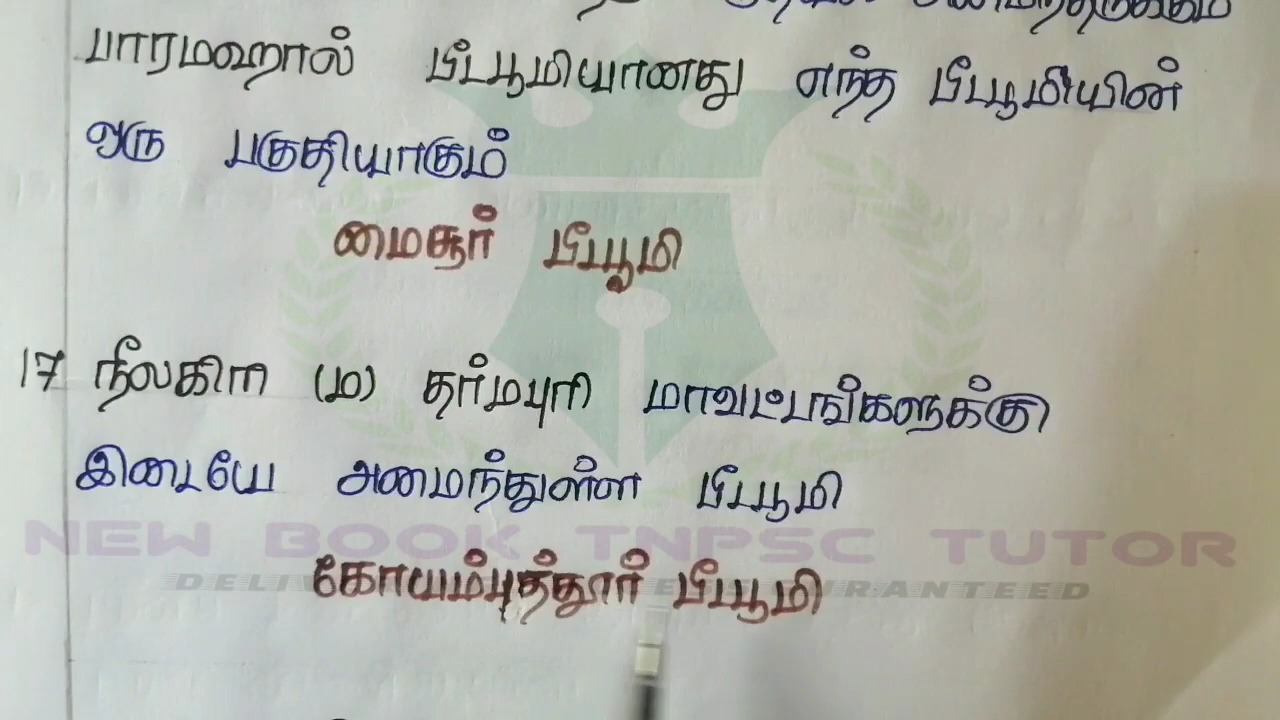 பாரமஹால் பீடபூமியானது எந்த பீடபூமியின்
ஒரு பகுதியாகும்
மைசூர் பீடபூமி
17 நீலகிரி (ம) தர்மபுரி மாவட்டங்களுக்கு
இடையே அமைந்துள்ள பீடபூமி
NEW BOOK TNPSC TUTOR
கோயம்புத்தூர் பீடபூமி